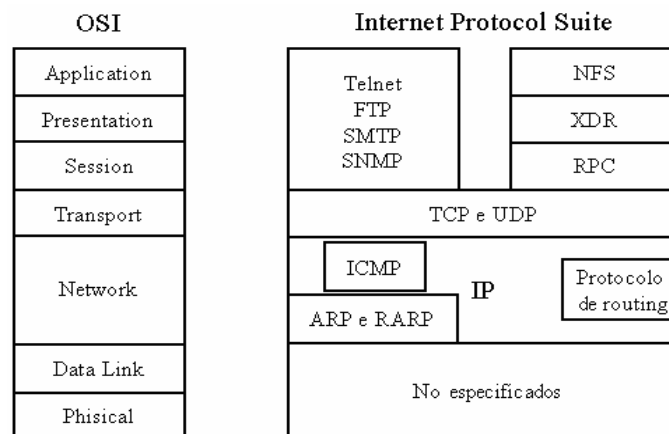 OSI
Internet Protocol Suite
Application
Presentation
Session
Transport
Network
Data Link
Phisical
Telnet
FTP
SMTP
SNMP
NFS
XDR
RPC
TCP e UDP
ICMP
IP
Protocolo
de routing
ARP e RARP
No especificados